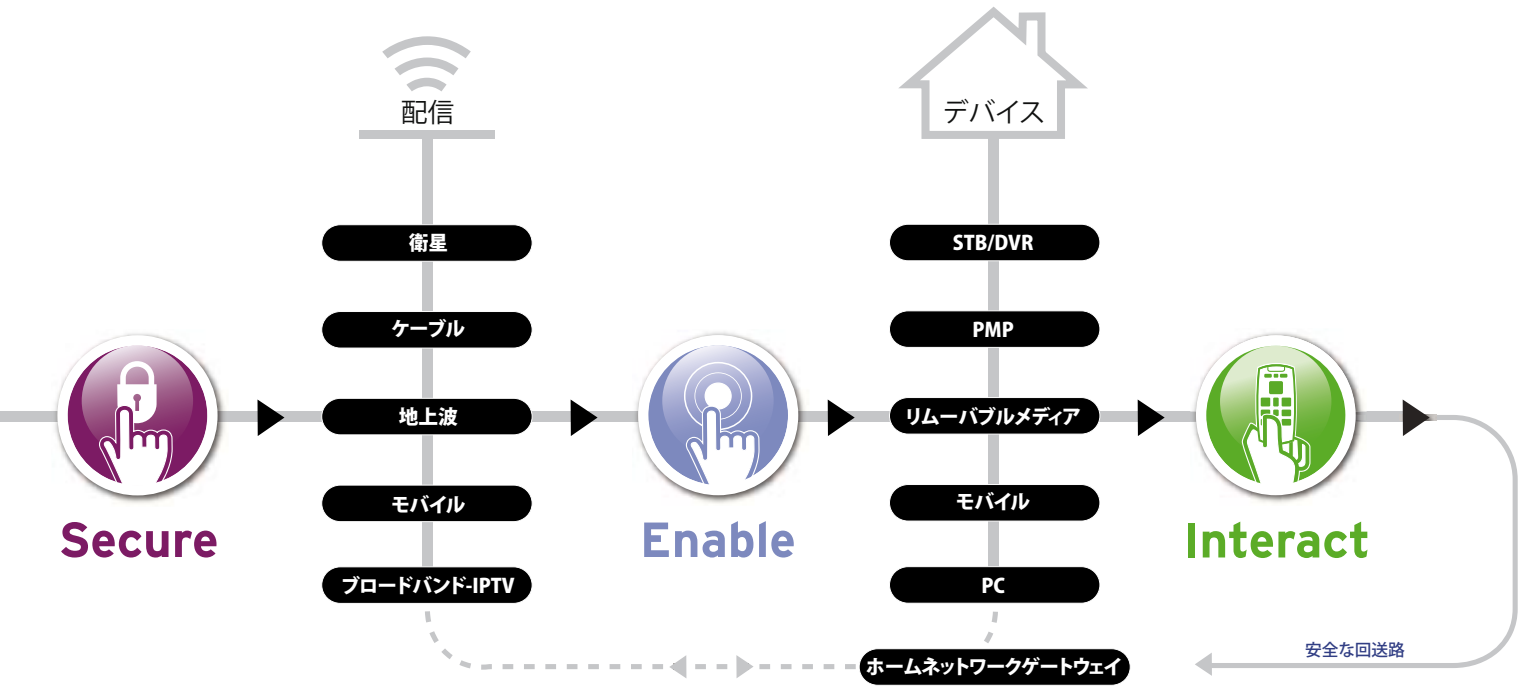 配信
デバイス
衛星
ケーブル
地上波
モバイル
ブロードバンド-IPTV
STB/DVR
PMP
リムーバブルメディア
モバイル
PC
Secure
Enable
Interact
ホームネットワークゲートウェイ
安全な回送路